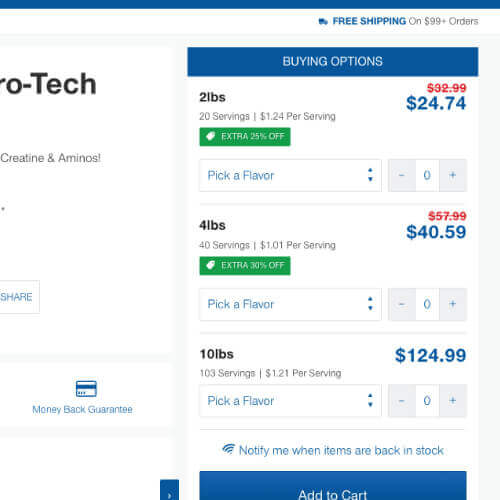 FREE SHIPPING On $99+ Orders
ro-Tech
Creatine & Aminos!
*
SHARE
Money Back Guarantee
BUYING OPTIONS
2lbs
$32.99
$24.74
20 Servings | $1.24 Per Serving
EXTRA 25% OFF
Pick a Flavor
- 0 +
4lbs
$57.99
$40.59
40 Servings | $1.01 Per Serving
EXTRA 30% OFF
Pick a Flavor
- 0 +
10lbs
$124.99
103 Servings | $1.21 Per Serving
Pick a Flavor
- 0 +
Notify me when items are back in stock
Add to Cart